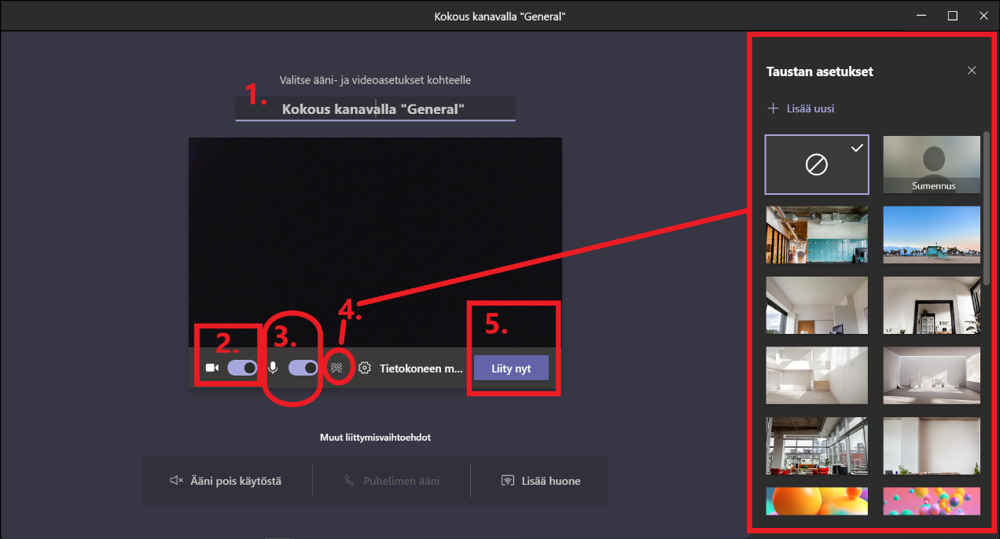 Kokous kanavalla "General"
Valitse ääni- ja videoasetukset kohteelle
1.
Kokous kanavalla "General"
2.
3.
4.
5.
Tietokoneen m...
Liity nyt
Muut liittymisvaihtoehdot
Ääni pois käytöstä
Puhelimen ääni
Lisää huone
Taustan asetukset
Lisää uusi
Sumennus